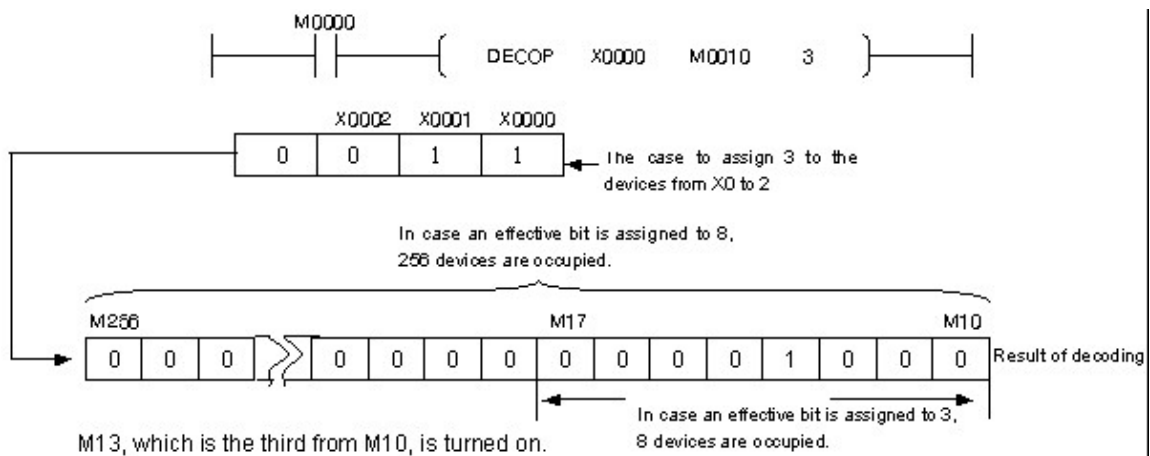 M0000
DECOP X0000 M0010 3
X0002 X0001 X0000
0 0 1 1
The case to assign 3 to the
devices from X0 to 2
In case an effective bit is assigned to 8,
256 devices are occupied.
M256 M17 M10
0 0 0 0 0 0 0 0 0 0 0 1 0 0 0
Result of decoding
In case an effective bit is assigned to 3,
8 devices are occupied.
M13, which is the third from M10, is turned on.